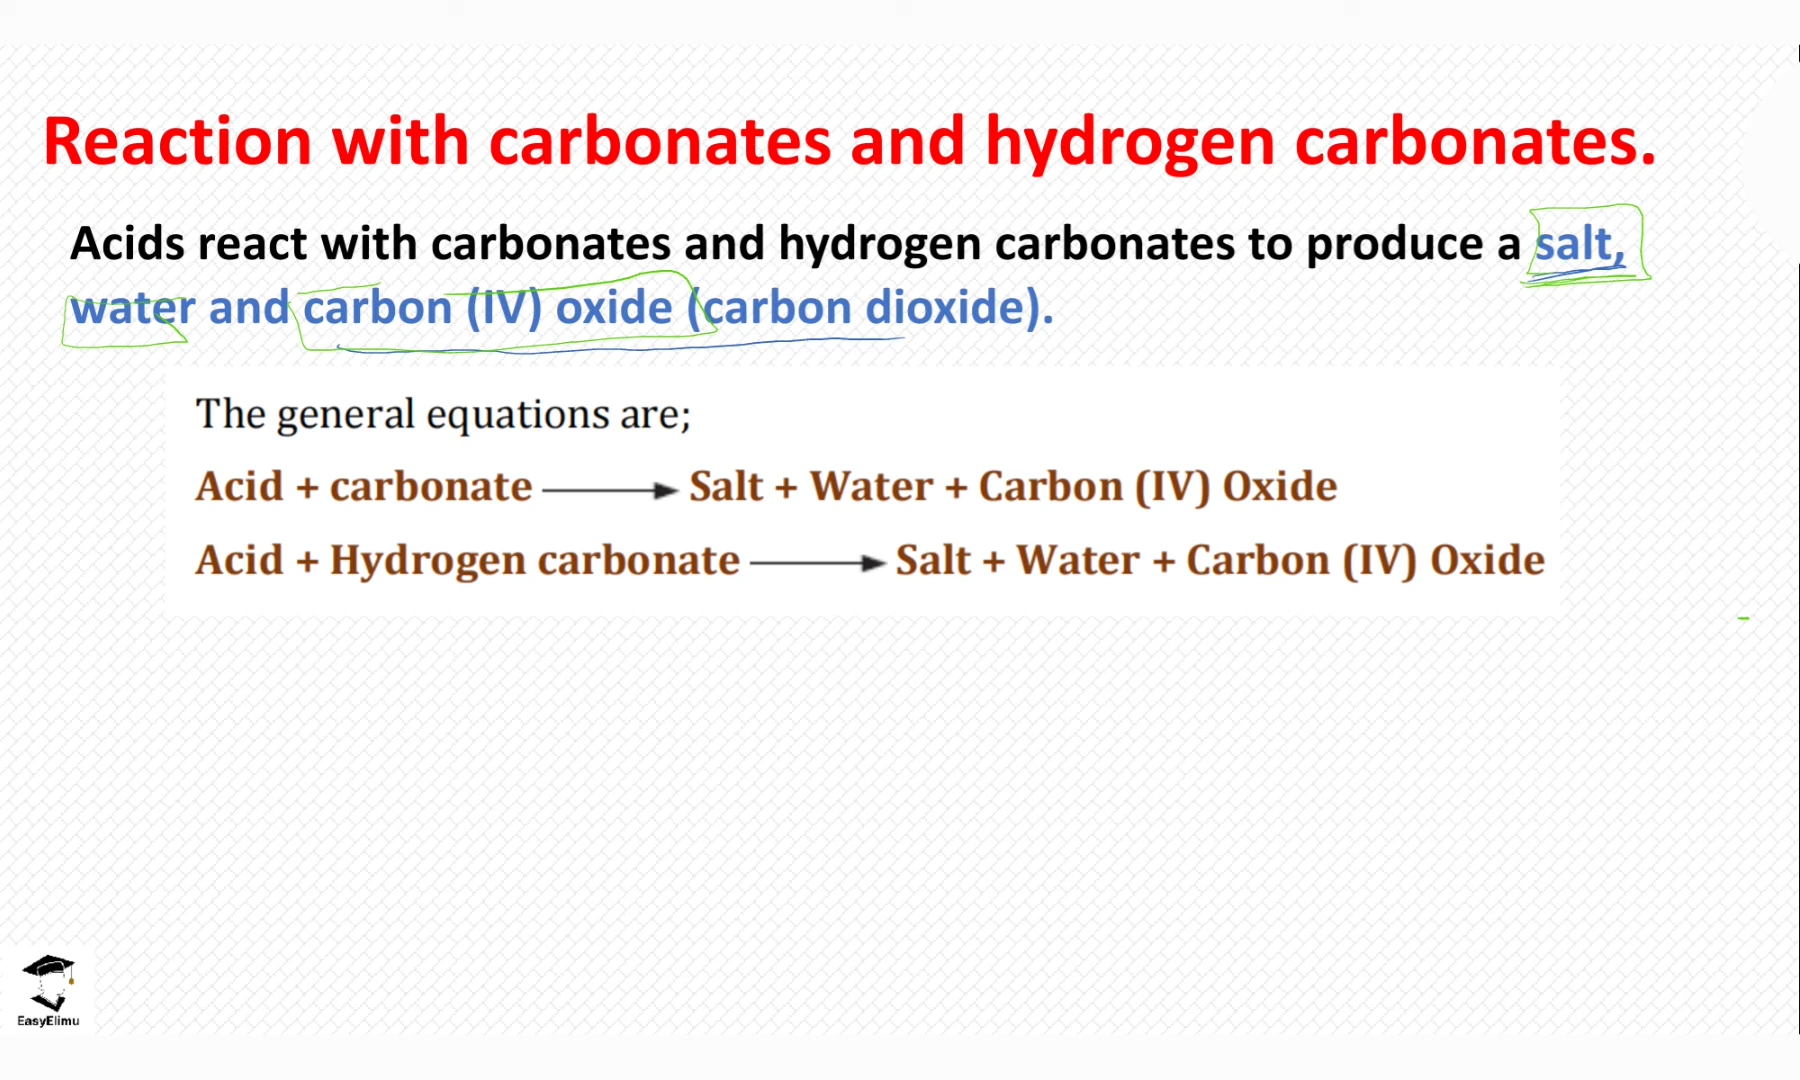 Reaction with carbonates and hydrogen carbonates.
Acids react with carbonates and hydrogen carbonates to produce a salt,
water and carbon (IV) oxide (carbon dioxide).
The general equations are;
Acid + carbonate ⟶ Salt + Water + Carbon (IV) Oxide
Acid + Hydrogen carbonate ⟶ Salt + Water + Carbon (IV) Oxide
EasyElimu